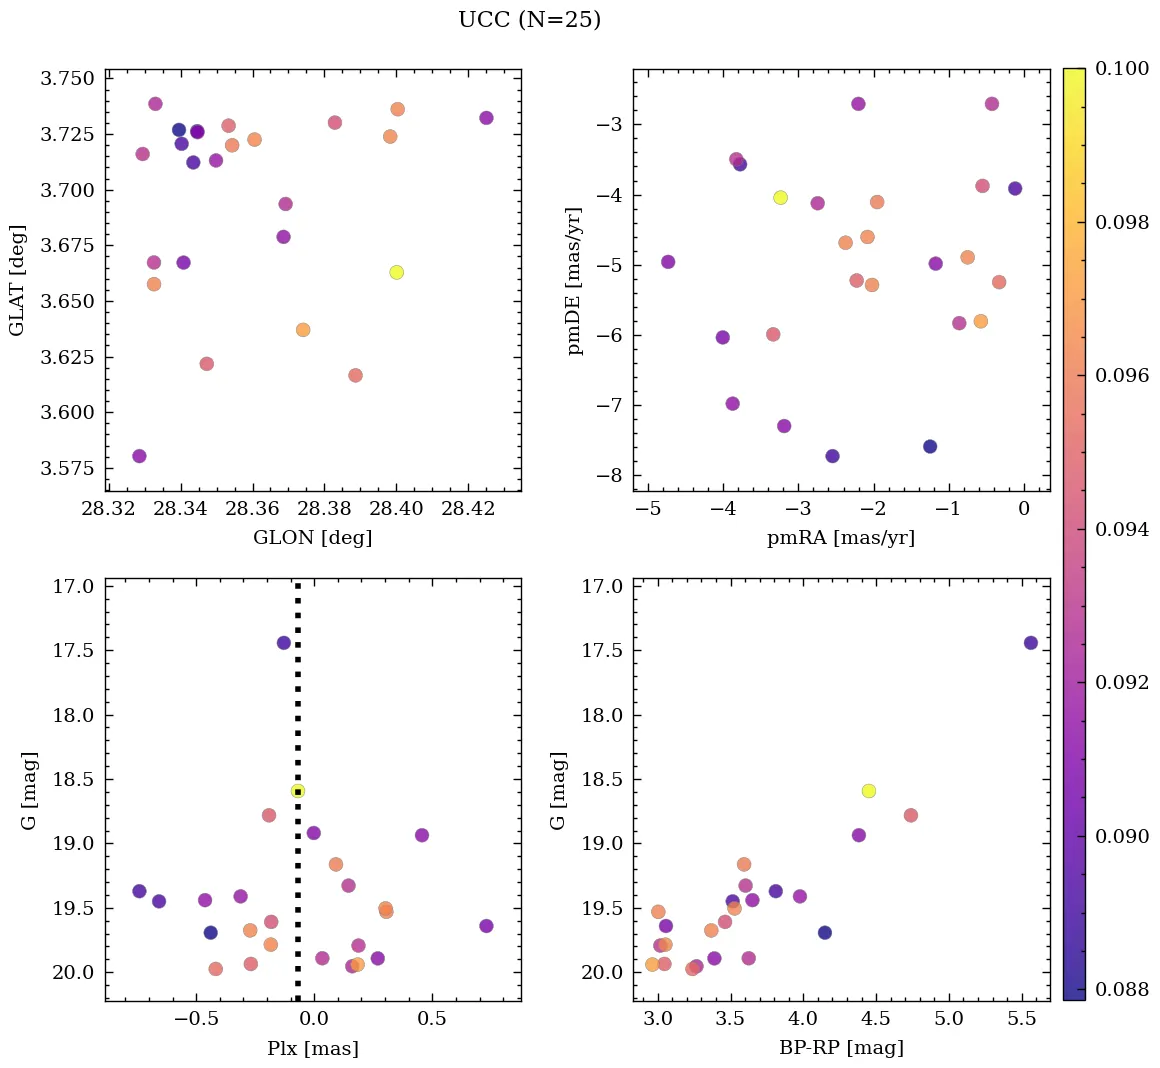 UCC (N=25)
3.750
3.725
3.700
3.675
3.650
3.625
3.600
3.575
GLAT [deg]
28.32 28.34 28.36 28.38 28.40 28.42
GLON [deg]
−3
−4
−5
−6
−7
−8
pmDE [mas/yr]
−5 −4 −3 −2 −1 0
pmRA [mas/yr]
17.0
17.5
18.0
18.5
19.0
19.5
20.0
G [mag]
−0.5 0.0 0.5
Plx [mas]
17.0
17.5
18.0
18.5
19.0
19.5
20.0
G [mag]
3.0 3.5 4.0 4.5 5.0 5.5
BP-RP [mag]
0.100
0.098
0.096
0.094
0.092
0.090
0.088